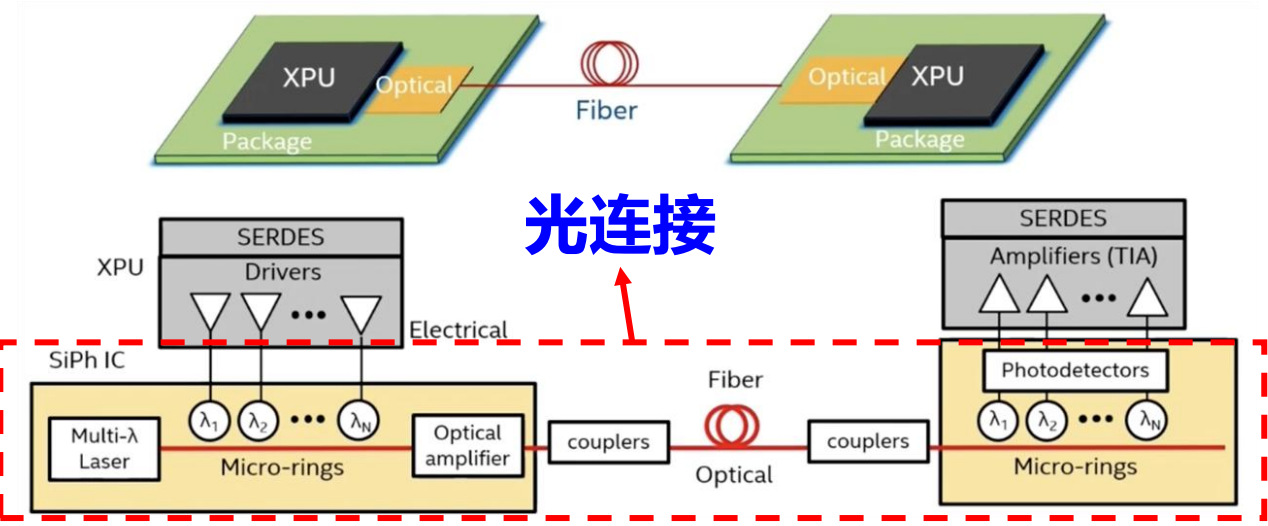 XPU
Optical
Package
Fiber
Optical
XPU
Package
光连接
XPU
SERDES
Drivers
Electrical
SERDES
Amplifiers (TIA)
SiPh IC
Multi-λ
Laser
λ1
λ2
λN
Micro-rings
Optical
amplifier
couplers
Fiber
Optical
couplers
Photodetectors
λ1
λ2
λN
Micro-rings